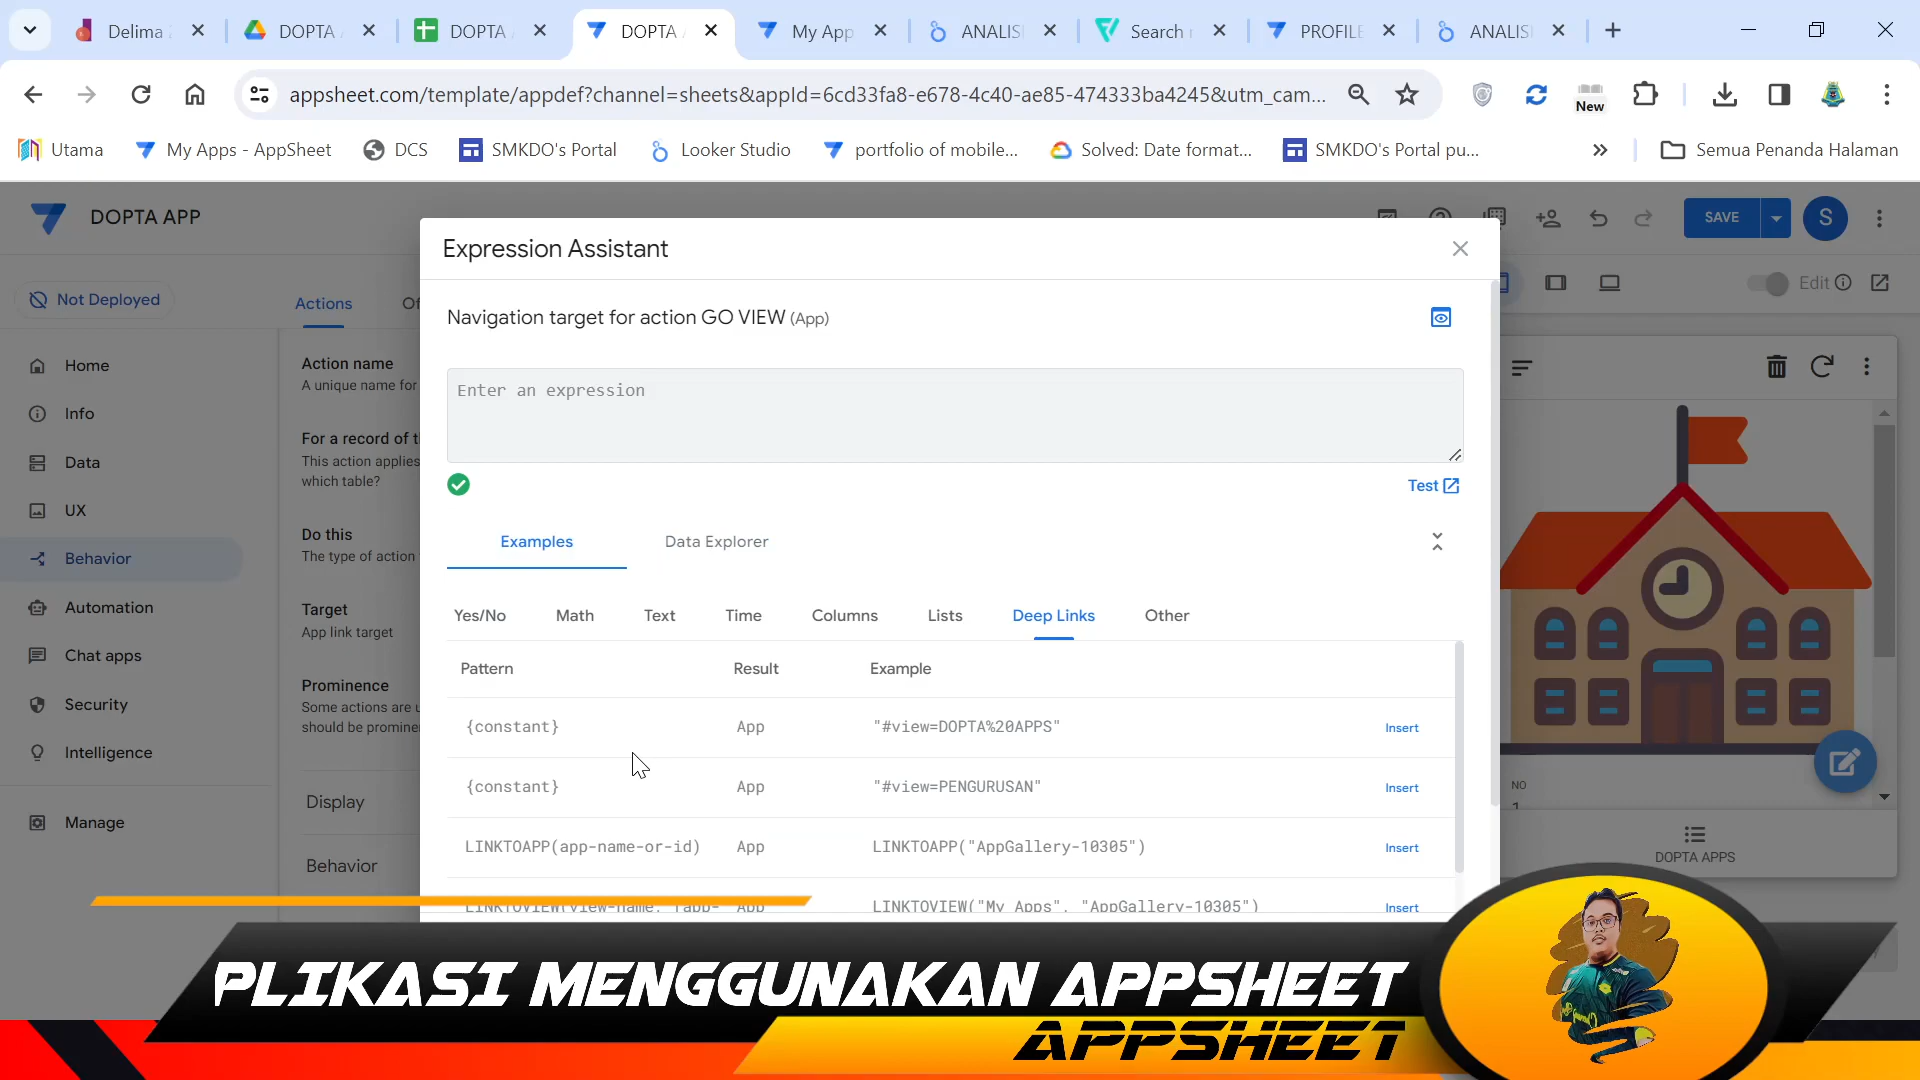 Delima
DOPTA
DOPTA
DOPTA
My App
ANALIS
Search
PROFILE
ANALIS
appsheet.com/template/appdef?channel=sheets&appId=6cd33fa8-e678-4c40-ae85-474333ba4245&utm_cam...
New
Utama
My Apps - AppSheet
DCS
SMKDO's Portal
Looker Studio
portfolio of mobile...
Solved: Date format...
SMKDO's Portal pu...
Semua Penanda Halaman
DOPTA APP
SAVE
S
Not Deployed
Actions
Edit
Home
Info
Data
UX
Behavior
Automation
Chat apps
Security
Intelligence
Manage
Action name
A unique name for
For a record of t
This action applies
which table?
Do this
The type of action
Target
App link target
Prominence
Some actions are u
should be promine
Display
Behavior
Expression Assistant
Navigation target for action GO VIEW (App)
Enter an expression
Test
Examples Data Explorer
Yes/No Math Text Time Columns Lists Deep Links Other
Pattern Result Example
{constant} App "#view=DOPTA%20APPS" Insert
{constant} App "#view=PENGURUSAN" Insert
LINKTOAPP(app-name-or-id) App LINKTOAPP("AppGallery-10305") Insert
LINKTOVIEW(view-name, [app- App LINKTOVIEW("My Apps", "AppGallery-10305") Insert
NO
1
DOPTA APPS
PLIKASI MENGGUNAKAN APPSHEET
APPSHEET